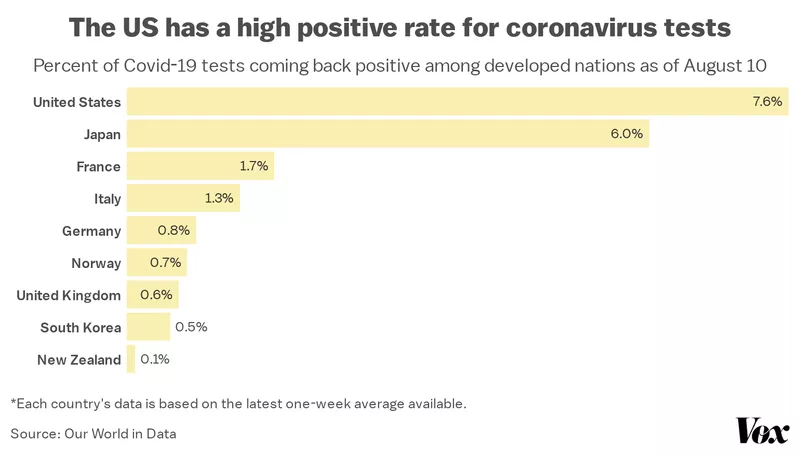 The US has a high positive rate for coronavirus tests
Percent of Covid-19 tests coming back positive among developed nations as of August 10
United States 7.6%
Japan 6.0%
France 1.7%
Italy 1.3%
Germany 0.8%
Norway 0.7%
United Kingdom 0.6%
South Korea 0.5%
New Zealand 0.1%
*Each country's data is based on the latest one-week average available.
Source: Our World in Data
Vox